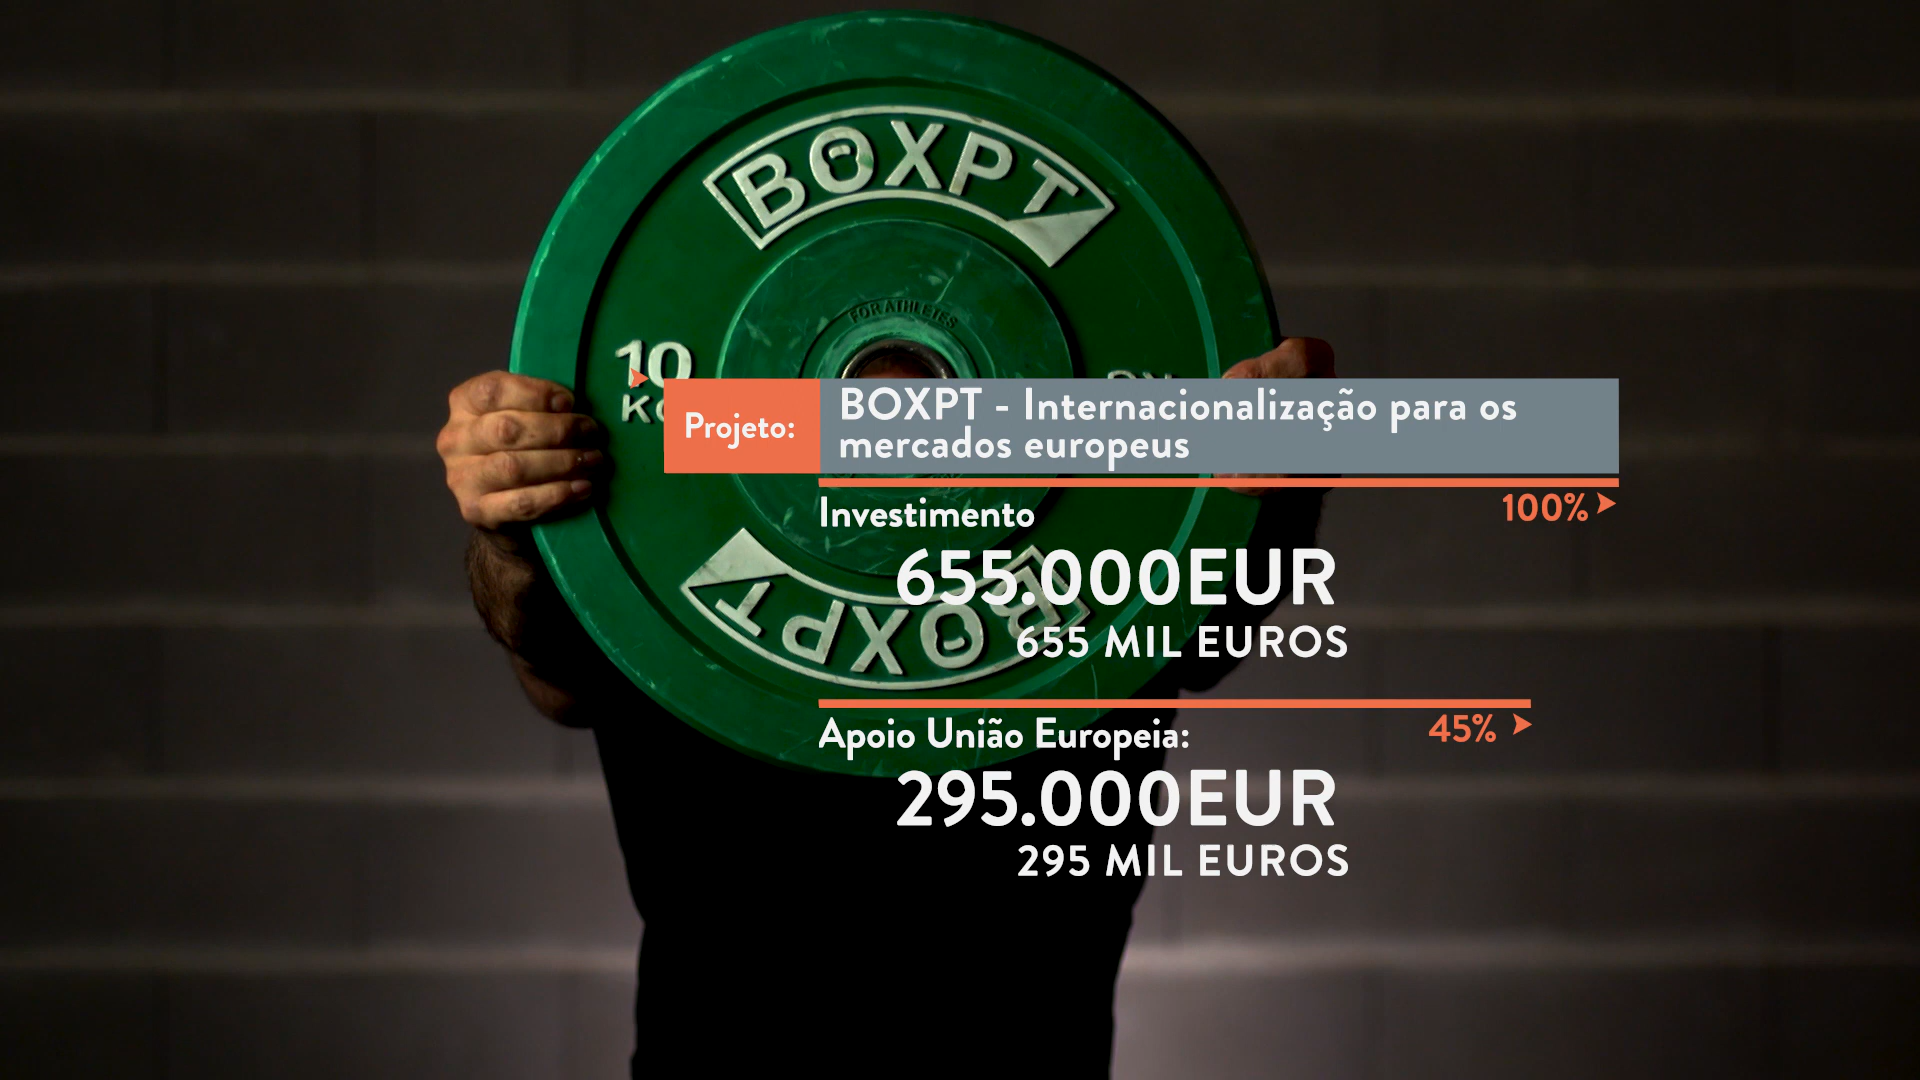 BOXPT
FOR ATHLETES
10
Projeto:
BOXPT - Internacionalização para os
mercados europeus
100%
Investimento
655.000EUR
655 MIL EUROS
BOXPT
45%
Apoio União Europeia:
295.000EUR
295 MIL EUROS